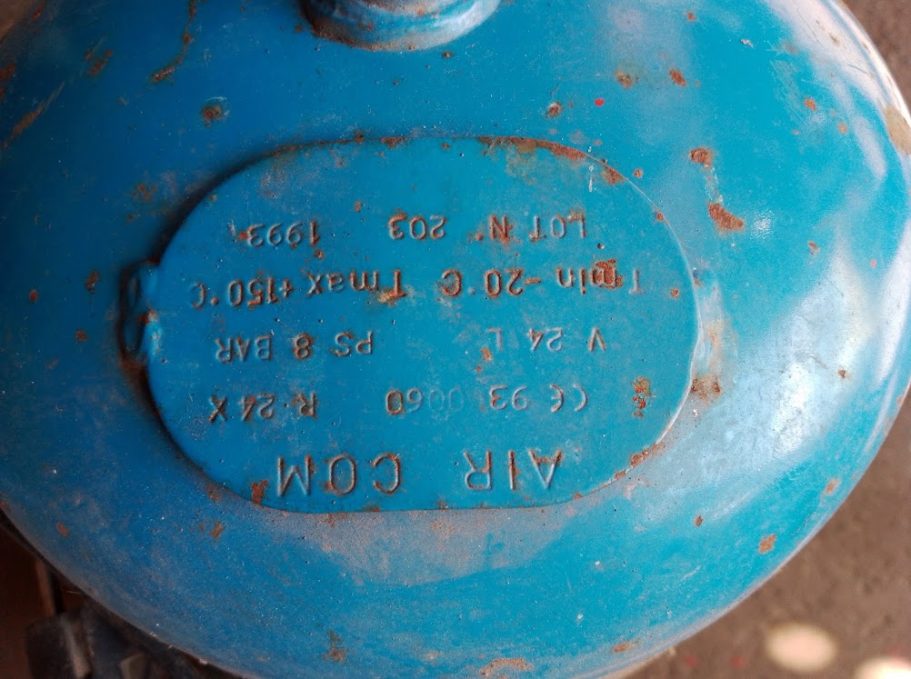 AIR COM
CE 93 0060 R·24X
V 24 L PS 8 BAR
Tmin -20°C Tmax +150°C
LOT N° 203 1993